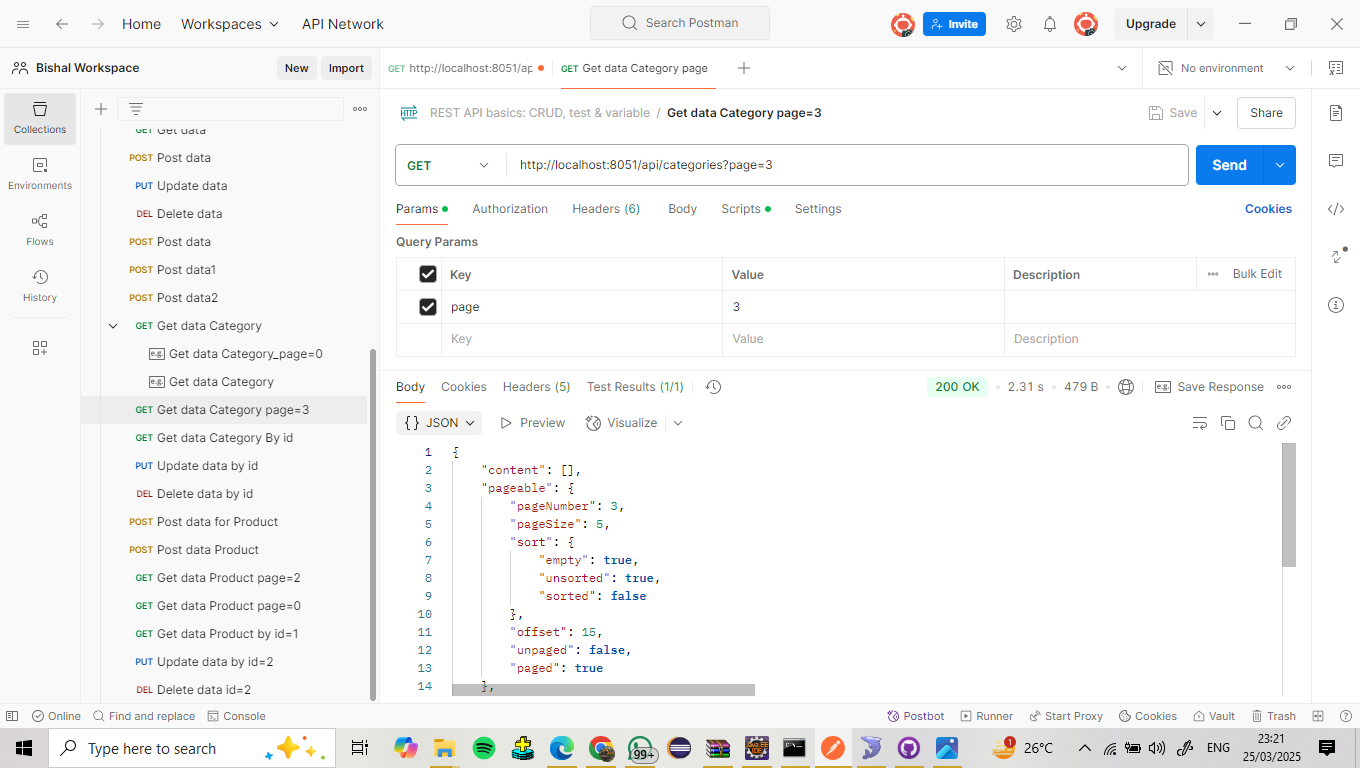 Home Workspaces API Network Search Postman Invite Upgrade
Bishal Workspace New Import GET http://localhost:8051/ap GET Get data Category page No environment
Collections
Environments
Flows
History
GET Get data
POST Post data
PUT Update data
DEL Delete data
POST Post data
POST Post data1
POST Post data2
GET Get data Category
e.g. Get data Category_page=0
e.g. Get data Category
GET Get data Category page=3
GET Get data Category By id
PUT Update data by id
DEL Delete data by id
POST Post data for Product
POST Post data Product
GET Get data Product page=2
GET Get data Product page=0
GET Get data Product by id=1
PUT Update data by id=2
DEL Delete data id=2
HTTP REST API basics: CRUD, test & variable / Get data Category page=3 Save Share
GET http://localhost:8051/api/categories?page=3 Send
Params Authorization Headers (6) Body Scripts Settings Cookies
Query Params
Key Value Description Bulk Edit
page 3
Key Value Description
Body Cookies Headers (5) Test Results (1/1) 200 OK 2.31 s 479 B e.g. Save Response
{} JSON Preview Visualize
1 {
2 "content": [],
3 "pageable": {
4 "pageNumber": 3,
5 "pageSize": 5,
6 "sort": {
7 "empty": true,
8 "unsorted": true,
9 "sorted": false
10 },
11 "offset": 15,
12 "unpaged": false,
13 "paged": true
14 },
Online Find and replace Console Postbot Runner Start Proxy Cookies Vault Trash
Type here to search 99+ 1 26°C ENG 23:21
25/03/2025